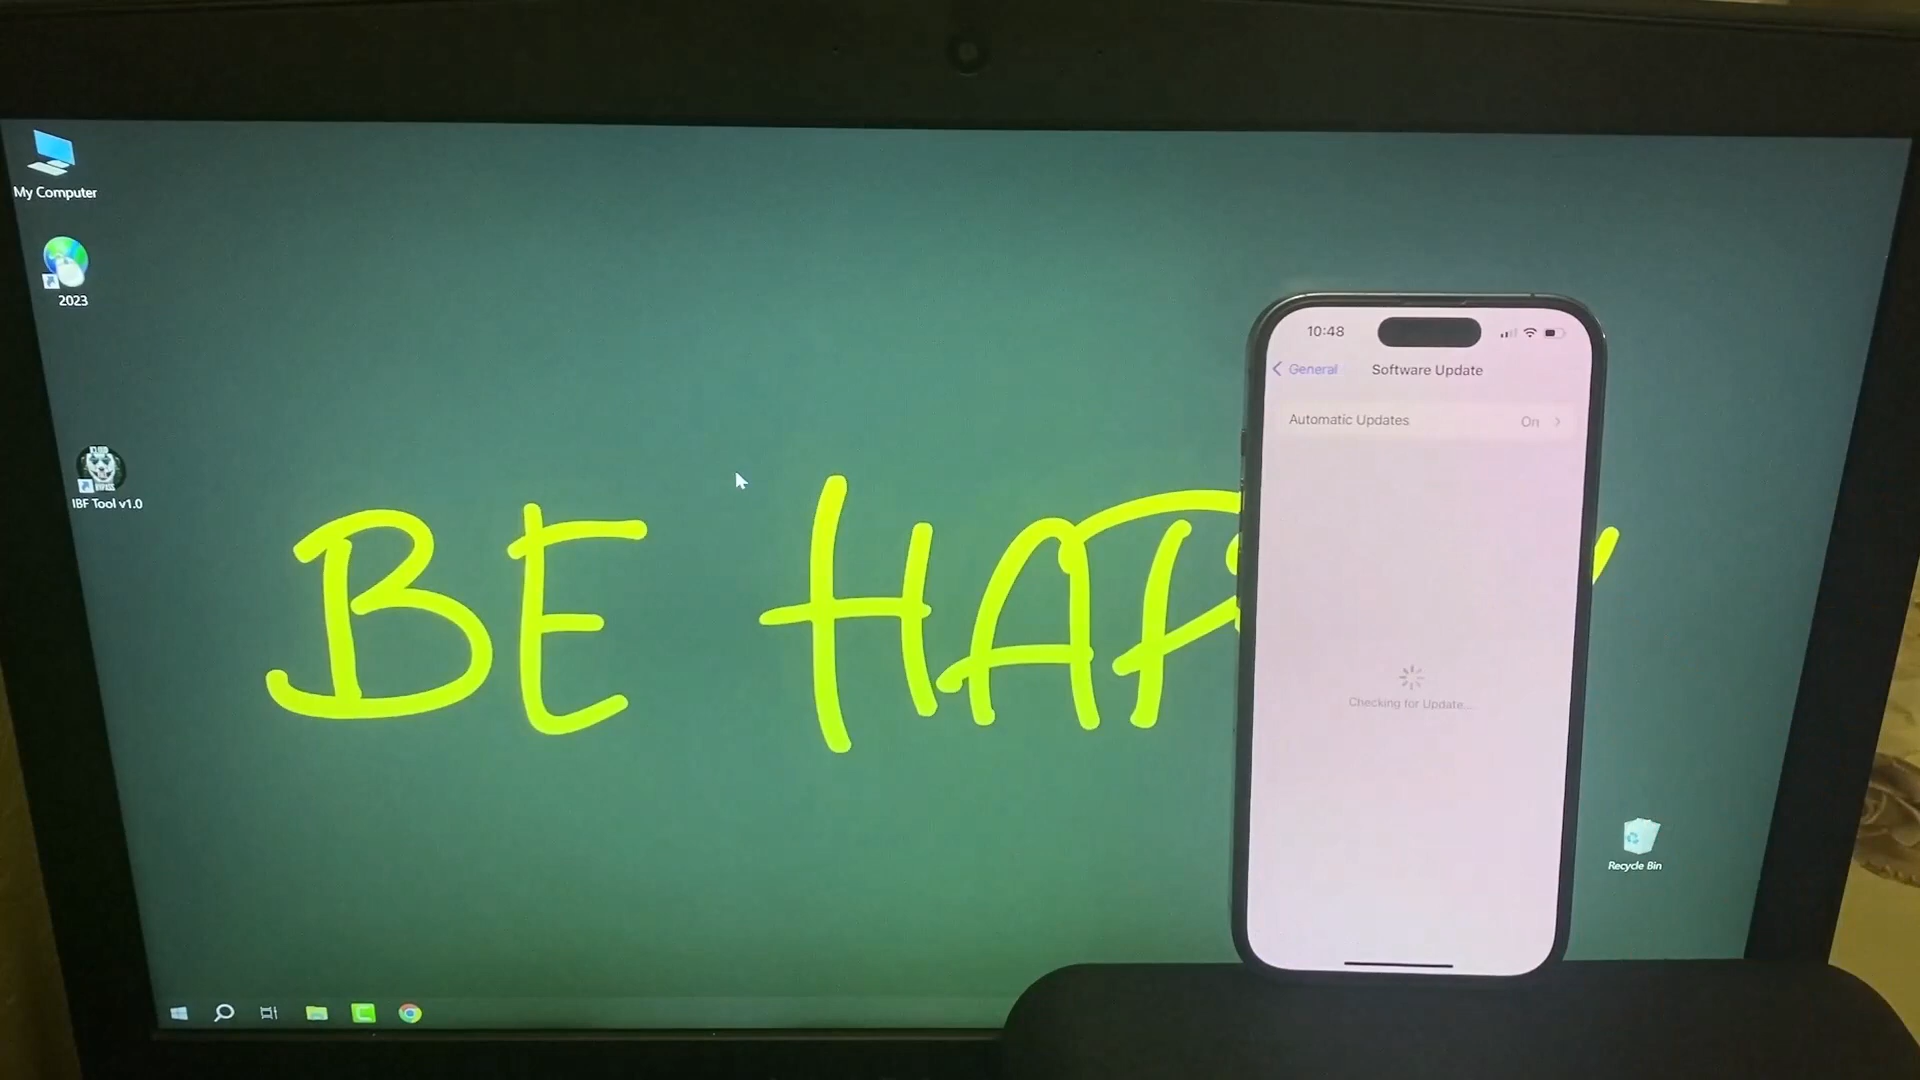 My Computer
2023
IBF Tool v1.0
BE HAP
10:48
General
Software Update
Automatic Updates
On
Checking for Update...
Recycle Bin